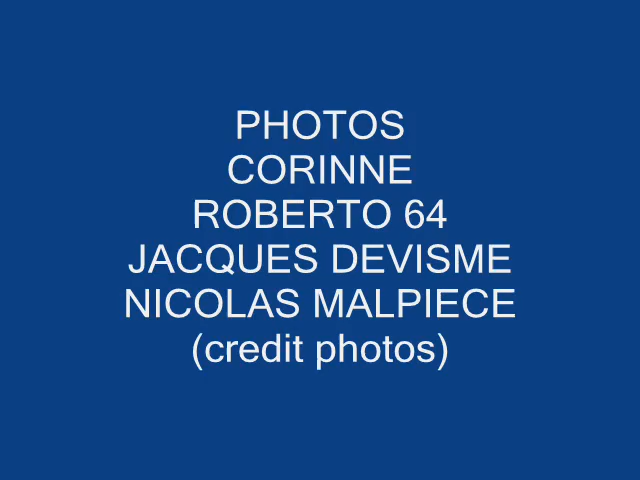 PHOTOS
CORINNE
ROBERTO 64
JACQUES DEVISME
NICOLAS MALPIECE
(credit photos)